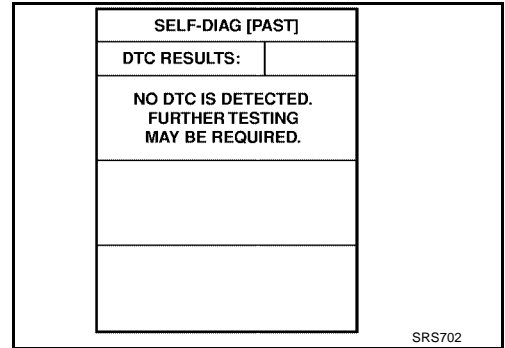 SELF-DIAG [PAST]
DTC RESULTS:
NO DTC IS DETECTED.
FURTHER TESTING
MAY BE REQUIRED.
SRS702